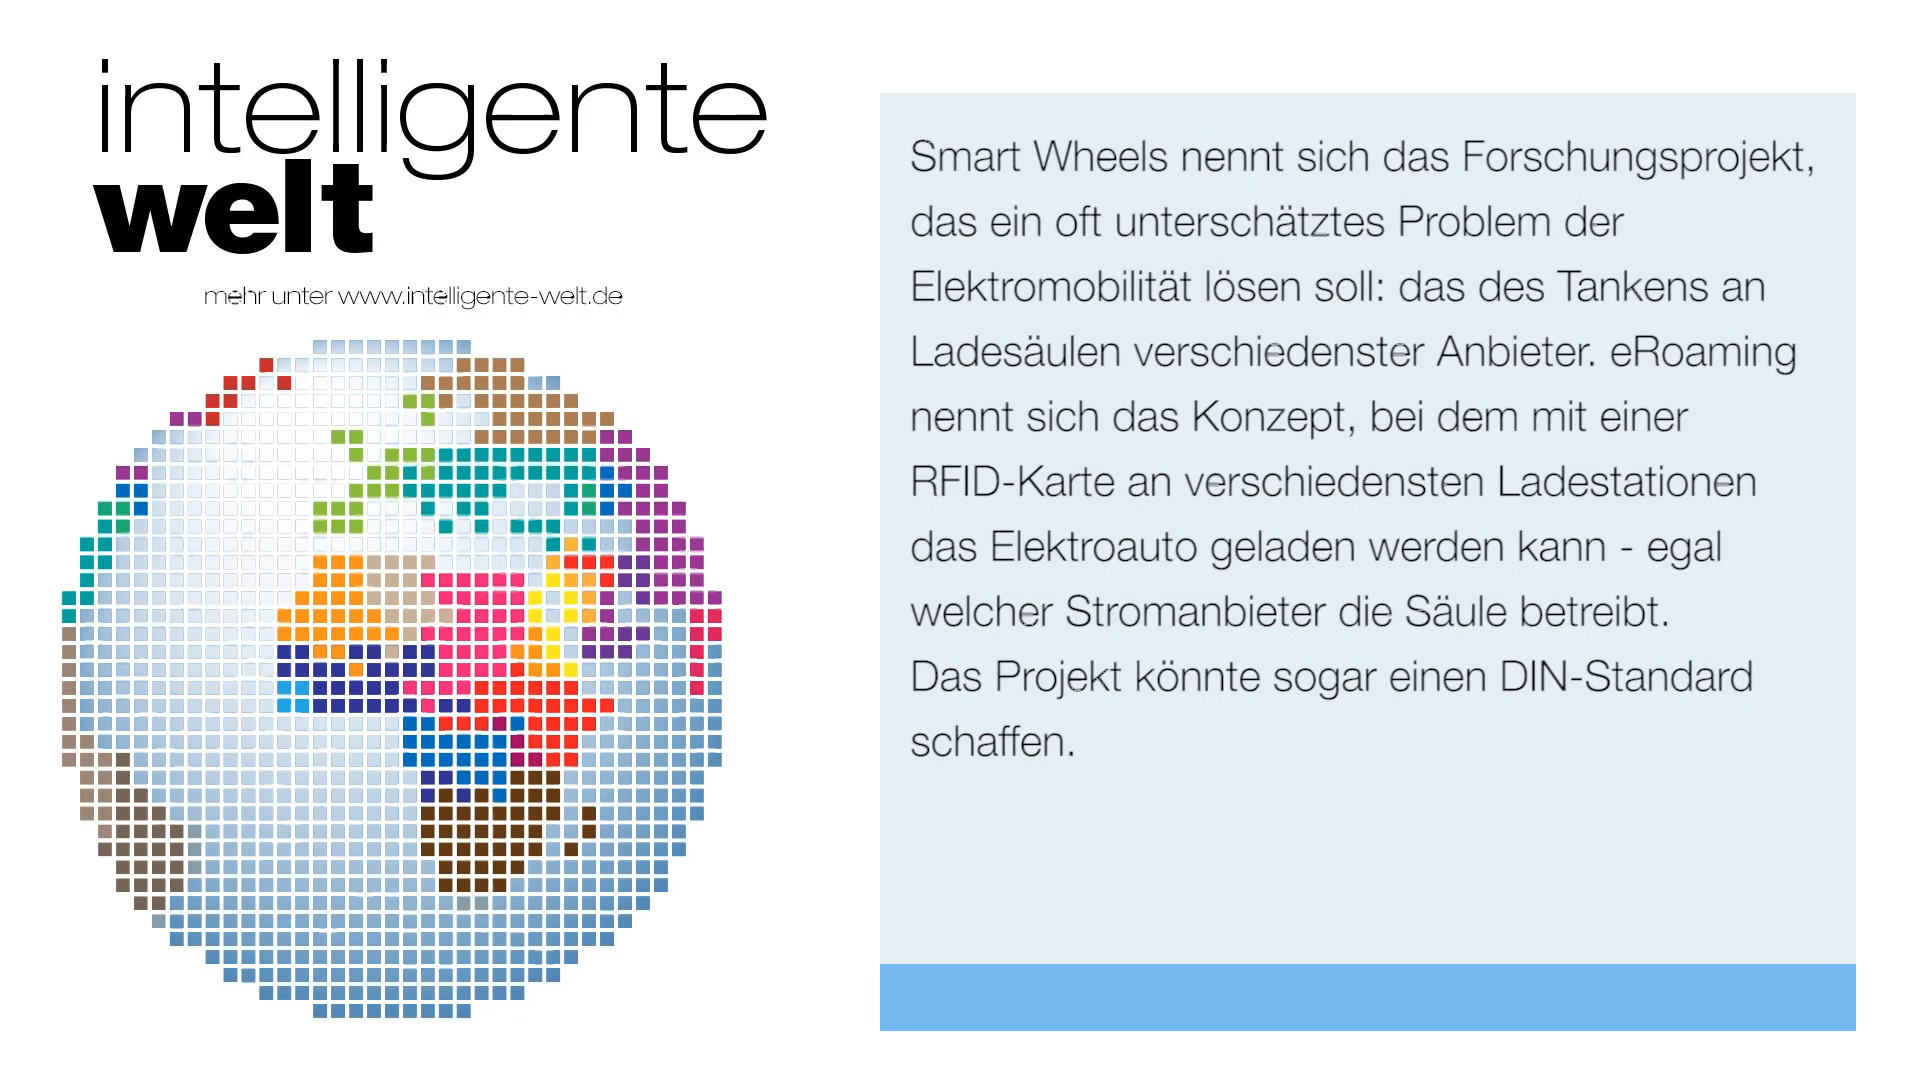 intelligente
welt
mehr unter www.intelligente-welt.de
Smart Wheels nennt sich das Forschungsprojekt,
das ein oft unterschätztes Problem der
Elektromobilität lösen soll: das des Tankens an
Ladesäulen verschiedenster Anbieter. eRoaming
nennt sich das Konzept, bei dem mit einer
RFID-Karte an verschiedensten Ladestationen
das Elektroauto geladen werden kann - egal
welcher Stromanbieter die Säule betreibt.
Das Projekt könnte sogar einen DIN-Standard
schaffen.